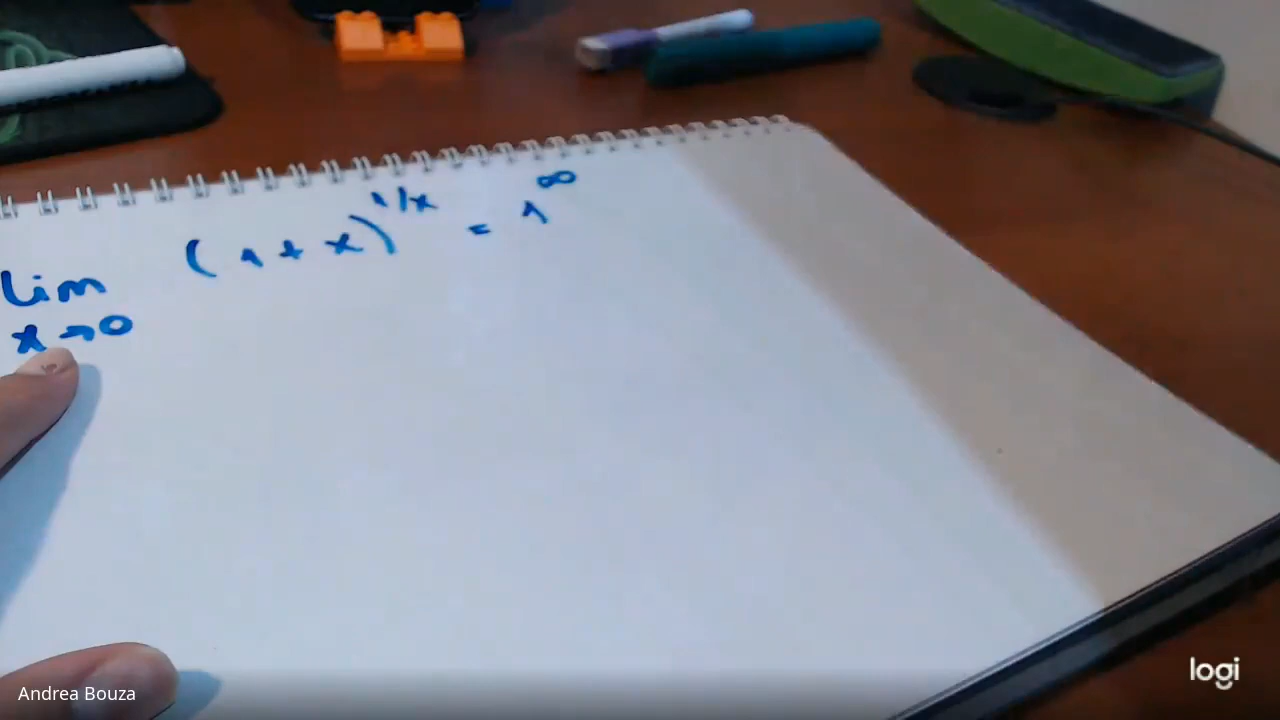 lim (1+x)^{1/x} = 1^∞
x→0
logi
Andrea Bouza